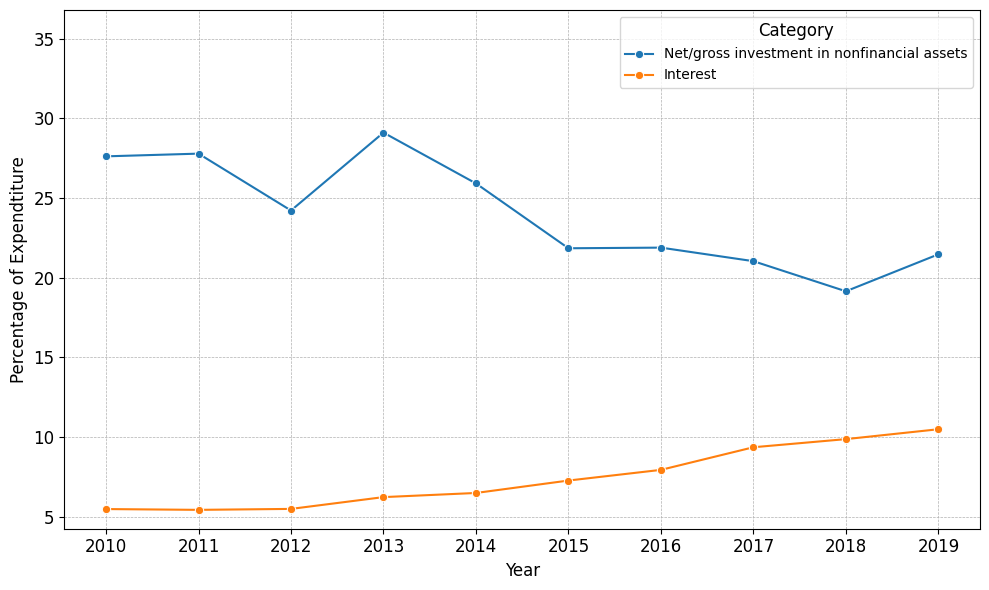 Category
Net/gross investment in nonfinancial assets
Interest
Percentage of Expendtiture
35
30
25
20
15
10
5
2010 2011 2012 2013 2014 2015 2016 2017 2018 2019
Year